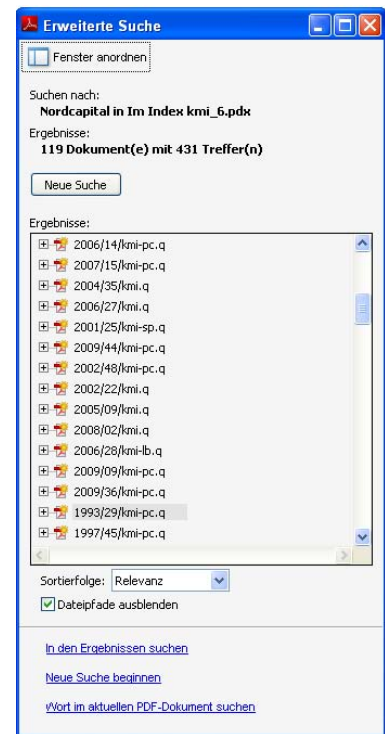 Erweiterte Suche
Fenster anordnen
Suchen nach:
Nordcapital in Im Index kmi_6.pdx
Ergebnisse:
119 Dokument(e) mit 431 Treffer(n)
Neue Suche
Ergebnisse:
2006/14/kmi-pc.q
2007/15/kmi-pc.q
2004/35/kmi.q
2006/27/kmi.q
2001/25/kmi-sp.q
2009/44/kmi-pc.q
2002/48/kmi-pc.q
2002/22/kmi.q
2005/09/kmi.q
2008/02/kmi.q
2006/28/kmi-lb.q
2009/09/kmi-pc.q
2009/36/kmi-pc.q
1993/29/kmi-pc.q
1997/45/kmi-pc.q
Sortierfolge: Relevanz
Dateipfade ausblenden
In den Ergebnissen suchen
Neue Suche beginnen
Wort im aktuellen PDF-Dokument suchen